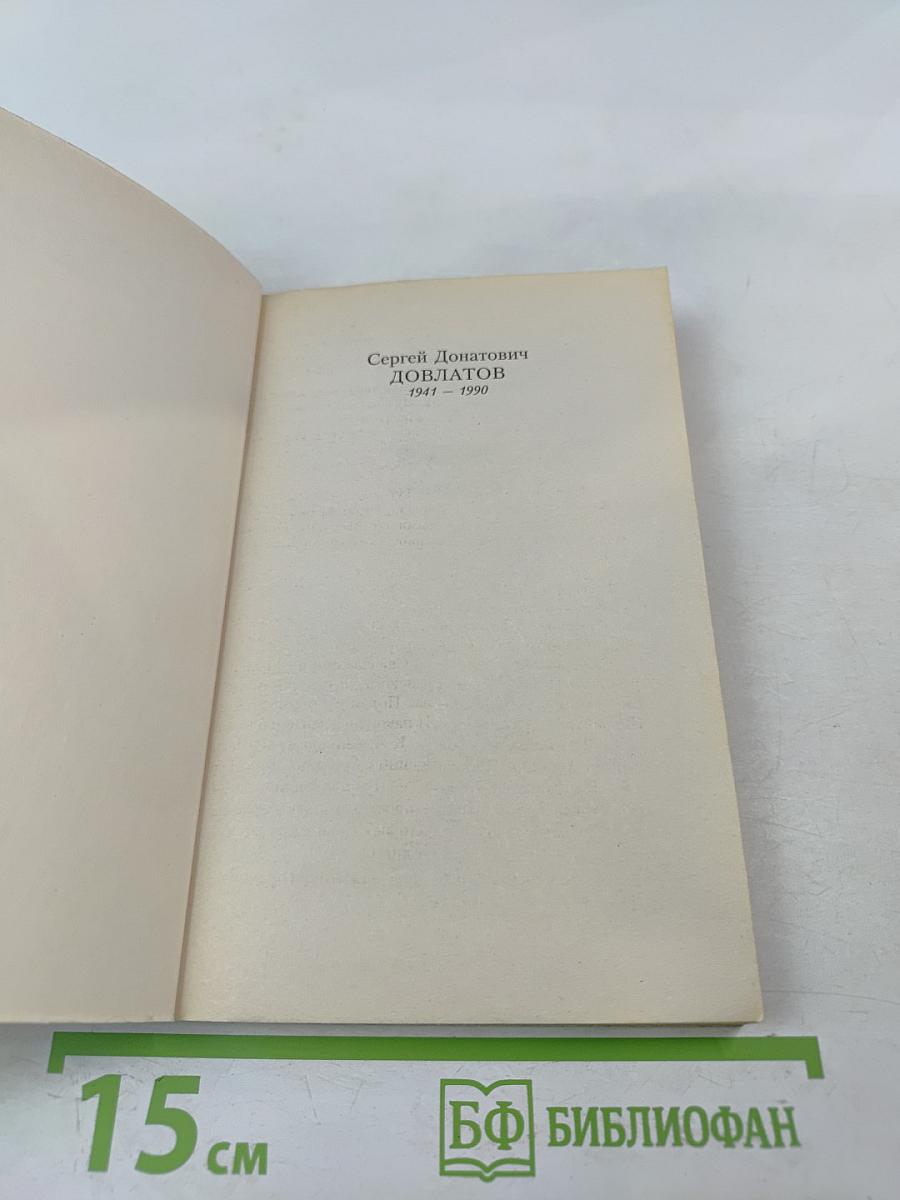 Сергей Донатович
ДОВЛАТОВ
1941 — 1990
15 см
БФ БИБЛИОФАН